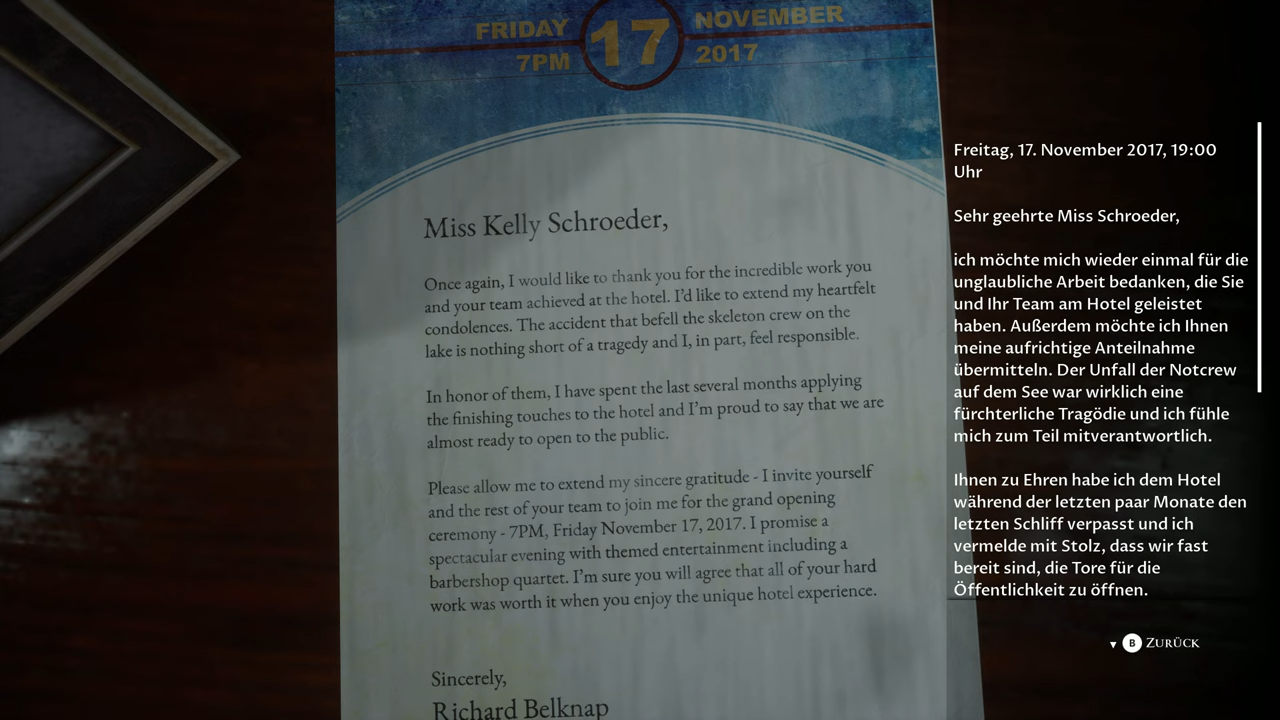 FRIDAY 17 NOVEMBER
7PM 2017
Miss Kelly Schroeder,
Once again, I would like to thank you for the incredible work you
and your team achieved at the hotel. I'd like to extend my heartfelt
condolences. The accident that befell the skeleton crew on the
lake is nothing short of a tragedy and I, in part, feel responsible.
In honor of them, I have spent the last several months applying
the finishing touches to the hotel and I'm proud to say that we are
almost ready to open to the public.
Please allow me to extend my sincere gratitude - I invite yourself
and the rest of your team to join me for the grand opening
ceremony - 7PM, Friday November 17, 2017. I promise a
spectacular evening with themed entertainment including a
barbershop quartet. I'm sure you will agree that all of your hard
work was worth it when you enjoy the unique hotel experience.
Sincerely,
Richard Belknap
Freitag, 17. November 2017, 19:00
Uhr
Sehr geehrte Miss Schroeder,
ich möchte mich wieder einmal für die
unglaubliche Arbeit bedanken, die Sie
und Ihr Team am Hotel geleistet
haben. Außerdem möchte ich Ihnen
meine aufrichtige Anteilnahme
übermitteln. Der Unfall der Notcrew
auf dem See war wirklich eine
fürchterliche Tragödie und ich fühle
mich zum Teil mitverantwortlich.
Ihnen zu Ehren habe ich dem Hotel
während der letzten paar Monate den
letzten Schliff verpasst und ich
vermelde mit Stolz, dass wir fast
bereit sind, die Tore für die
Öffentlichkeit zu öffnen.
B ZURÜCK